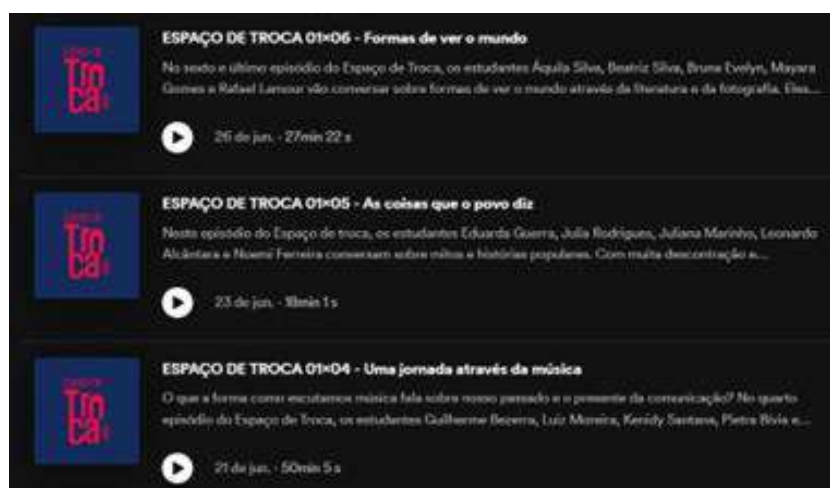 Troca
ESPAÇO DE TROCA 01×06 - Formas de ver o mundo
No sexto e último episódio do Espaço de Troca, os estudantes Áquila Silva, Beatriz Silva, Bruna Evelyn, Mayara
Gomes e Rafael Lamour vão conversar sobre formas de ver o mundo através da literatura e da fotografia. Eles...
26 de jun. · 27min 22 s
Troca
ESPAÇO DE TROCA 01×05 - As coisas que o povo diz
Neste episódio do Espaço de troca, os estudantes Eduarda Guerra, Julia Rodrigues, Juliana Marinho, Leonardo
Alcântara e Noemi Ferreira conversam sobre mitos e histórias populares. Com muita descontração e...
23 de jun. · 18min 1 s
Troca
ESPAÇO DE TROCA 01×04 - Uma jornada através da música
O que a forma como escutamos música fala sobre nosso passado e o presente da comunicação? No quarto
episódio do Espaço de Troca, os estudantes Guilherme Bezerra, Luiz Moreira, Kenidy Santana, Pietra Bivia e...
21 de jun. · 50min 5 s